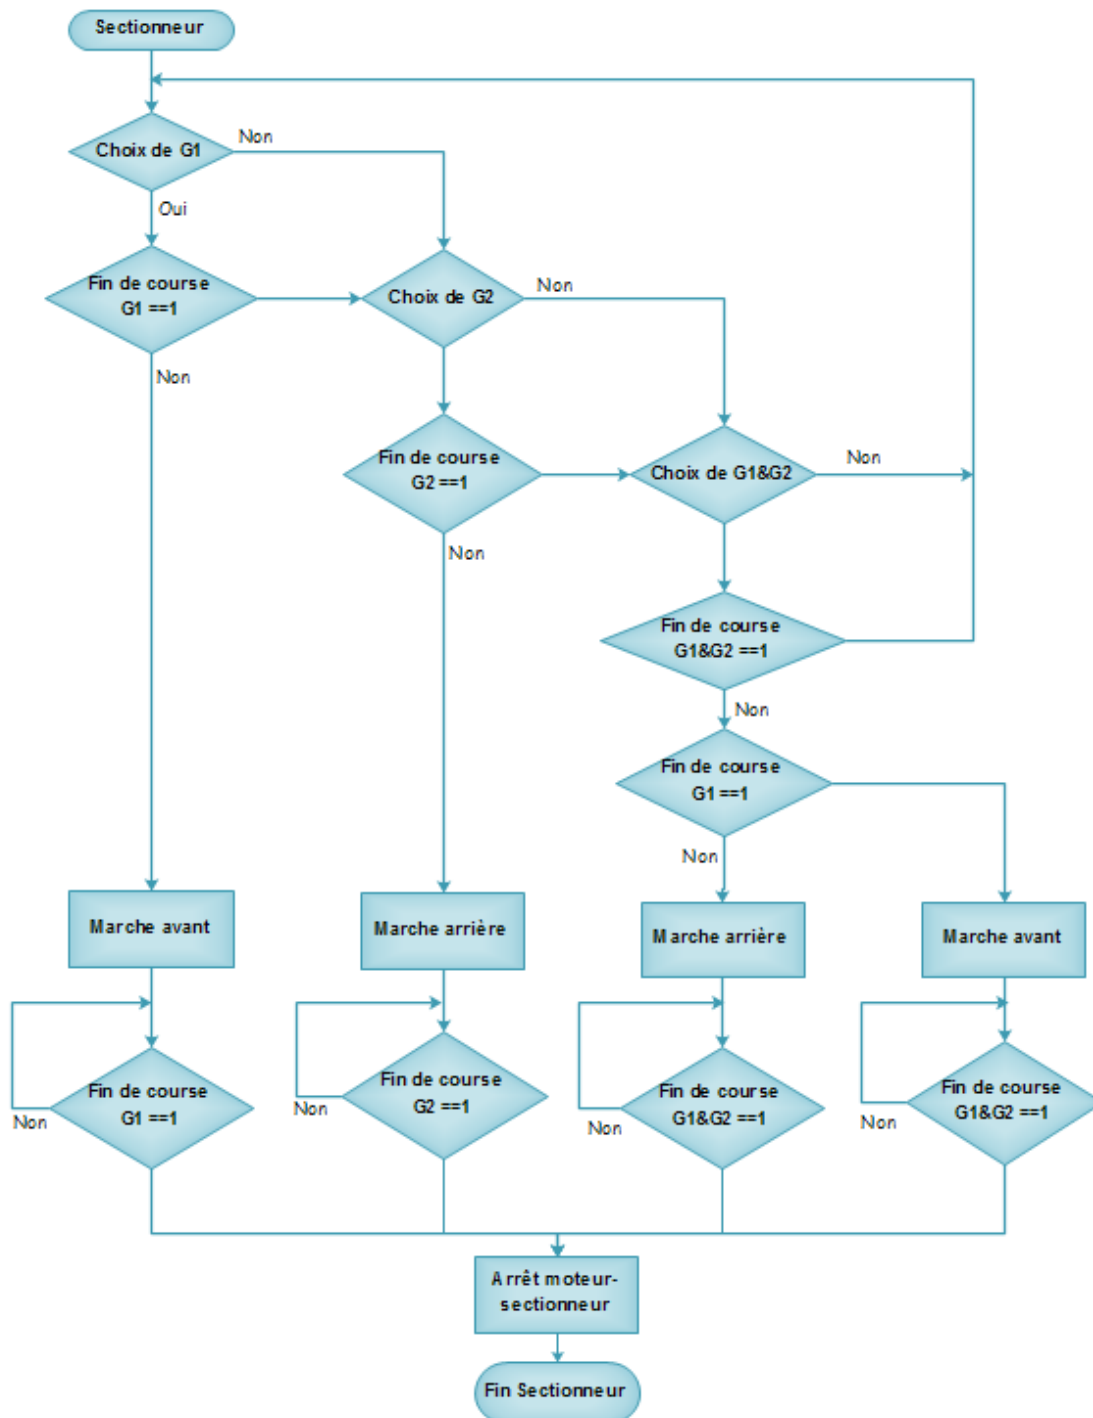 Sectionneur
Choix de G1
Non
Oui
Fin de course
G1 ==1
Choix de G2
Non
Non
Fin de course
G2 ==1
Choix de G1&G2
Non
Non
Fin de course
G1&G2 ==1
Non
Fin de course
G1 ==1
Non
Marche avant
Marche arrière
Marche arrière
Marche avant
Fin de course
G1 ==1
Non
Fin de course
G2 ==1
Non
Fin de course
G1&G2 ==1
Non
Fin de course
G1&G2 ==1
Non
Arrêt moteur-
sectionneur
Fin Sectionneur